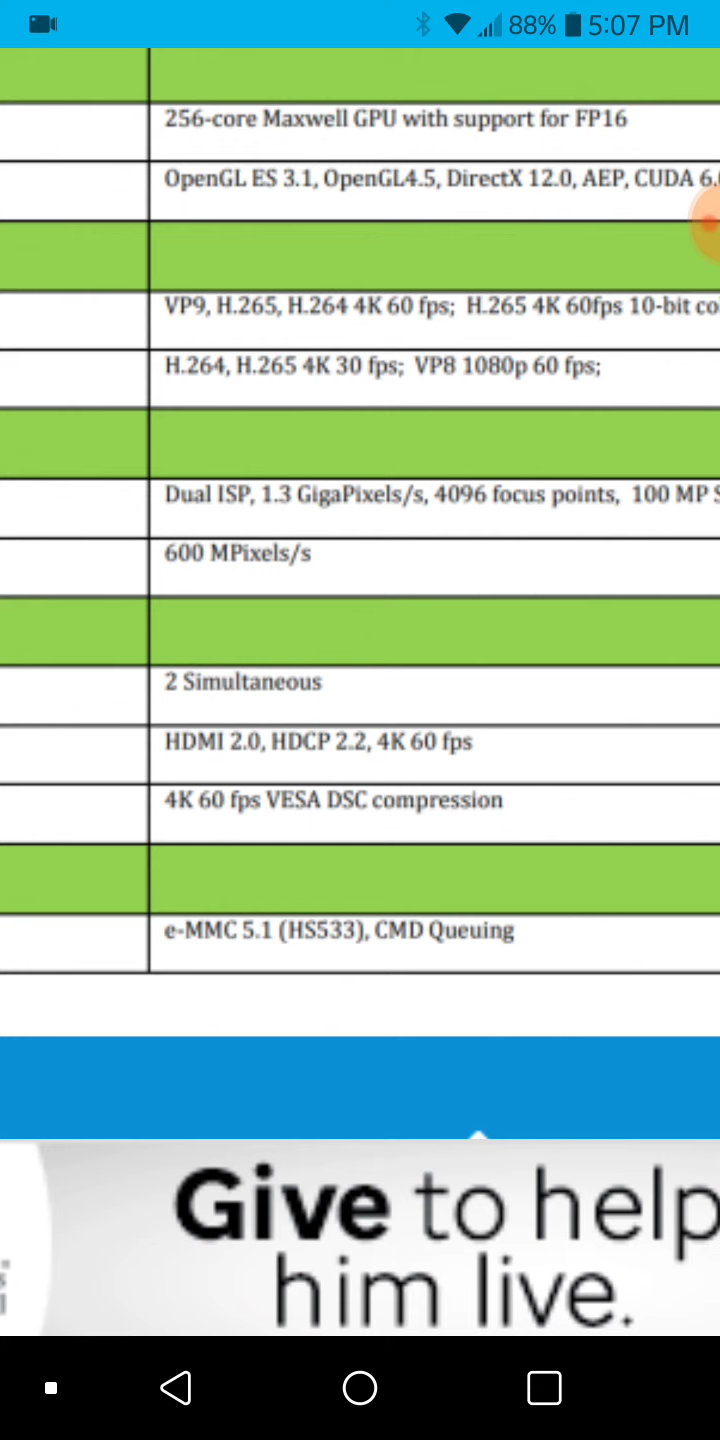 88% 5:07 PM
256-core Maxwell GPU with support for FP16
OpenGL ES 3.1, OpenGL4.5, DirectX 12.0, AEP, CUDA 6.
VP9, H.265, H.264 4K 60 fps; H.265 4K 60fps 10-bit co
H.264, H.265 4K 30 fps; VP8 1080p 60 fps;
Dual ISP, 1.3 GigaPixels/s, 4096 focus points, 100 MP S
600 MPixels/s
2 Simultaneous
HDMI 2.0, HDCP 2.2, 4K 60 fps
4K 60 fps VESA DSC compression
e-MMC 5.1 (HS533), CMD Queuing
Give to help
him live.